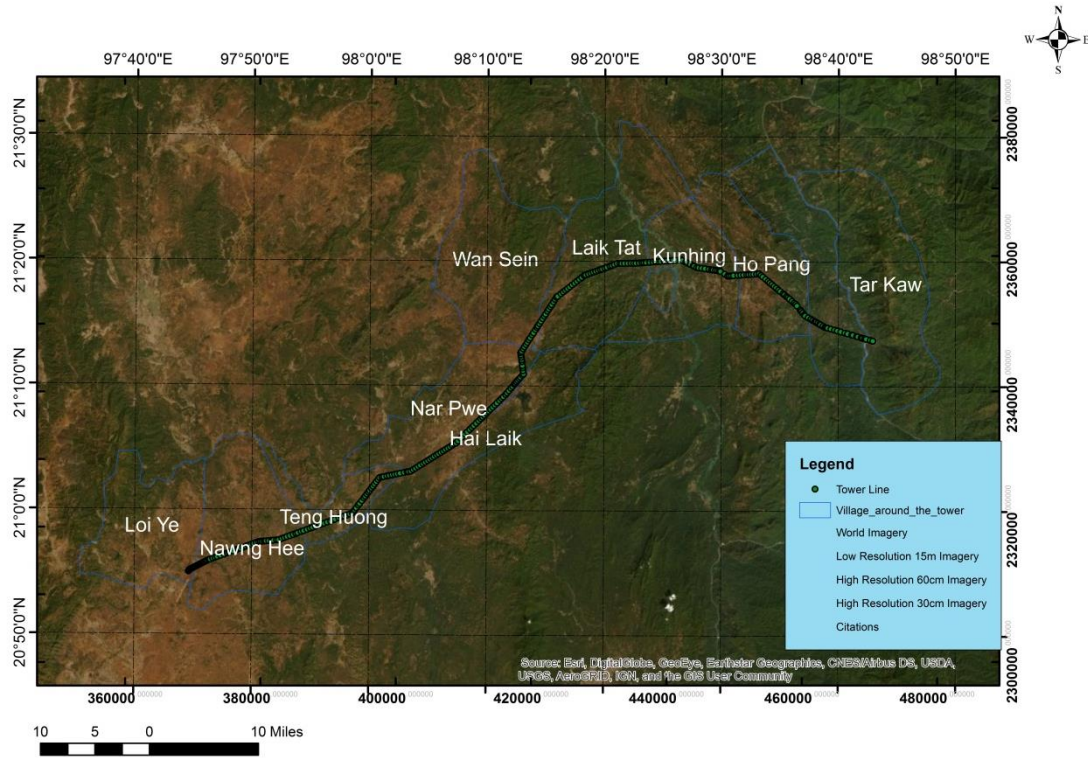 N
W E
S
97°40'0"E 97°50'0"E 98°0'0"E 98°10'0"E 98°20'0"E 98°30'0"E 98°40'0"E 98°50'0"E
21°30'0"N
21°20'0"N
21°10'0"N
21°0'0"N
20°50'0"N
2380000
2360000
2340000
2320000
2300000
Laik Tat
Wan Sein
Kunhing
Ho Pang
Tar Kaw
Nar Pwe
Hai Laik
Teng Huong
Loi Ye
Nawng Hee
Legend
Tower Line
Village_around_the_tower
World Imagery
Low Resolution 15m Imagery
High Resolution 60cm Imagery
High Resolution 30cm Imagery
Citations
Source: Esri, DigitalGlobe, GeoEye, Earthstar Geographics, CNES/Airbus DS, USDA,
USGS, AeroGRID, IGN, and the GIS User Community
360000 380000 400000 420000 440000 460000 480000
10 5 0 10 Miles